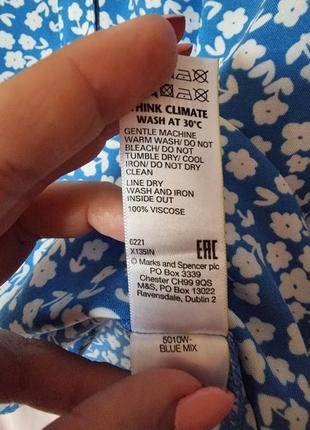 THINK CLIMATE
WASH AT 30°C
GENTLE MACHINE
WARM WASH/ DO NOT
BLEACH/ DO NOT
TUMBLE DRY/ COOL
IRON/ DO NOT DRY
CLEAN
LINE DRY
WASH AND IRON
INSIDE OUT
100% VISCOSE
0221
X135IN
EAC
© Marks and Spencer plc
PO Box 3339
Chester CH99 9QS
M&S, PO Box 13022
Ravensdale, Dublin 2
5010W-
BLUE MIX